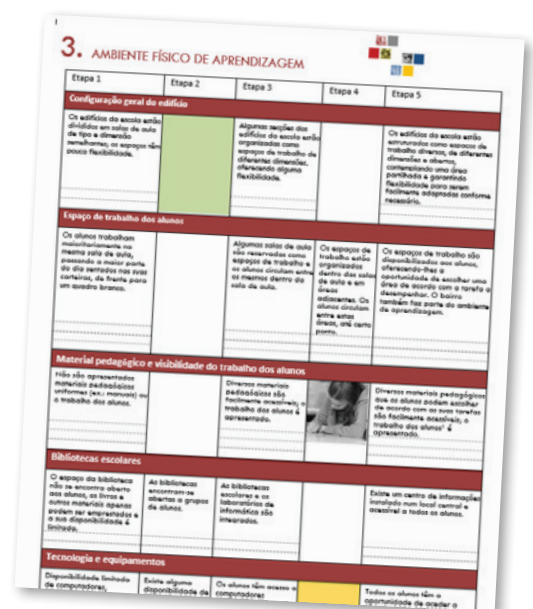 3. AMBIENTE FÍSICO DE APRENDIZAGEM
Etapa 1
Etapa 2
Etapa 3
Etapa 4
Etapa 5
Configuração geral do edifício
Os edifícios da escola estão
divididos em salas de aula
de tipo e dimensão
semelhantes; os espaços têm
pouca flexibilidade.
Algumas secções dos
edifícios da escola estão
organizadas como
espaços de trabalho de
diferentes dimensões,
oferecendo alguma
flexibilidade.
Os edifícios da escola estão
estruturados como espaços de
trabalho diversos, de diferentes
dimensões e abertos,
contemplando uma área
partilhada e garantindo
flexibilidade para serem
facilmente adaptados conforme
necessário.
Espaço de trabalho dos alunos
Os alunos trabalham
maioritariamente na
mesma sala de aula,
passando a maior parte
do dia sentados nas suas
carteiras, de frente para
um quadro branco.
Algumas salas de aula
são reservadas como
espaços de trabalho e
os alunos circulam entre
os mesmos dentro da
sala de aula.
Os espaços de
trabalho estão
organizados
dentro das salas
de aula e em
áreas
adjacentes. Os
alunos circulam
entre estas
áreas, até certo
ponto.
Os espaços de trabalho são
disponibilizados aos alunos,
oferecendo-lhes a
oportunidade de escolher uma
área de acordo com a tarefa a
desempenhar. O bairro
também faz parte do ambiente
de aprendizagem.
Material pedagógico e visibilidade do trabalho dos alunos
Não são apresentados
materiais pedagógicos
uniformes (ex.: manuais) ou
o trabalho dos alunos.
Diversos materiais
pedagógicos são
facilmente acessíveis; o
trabalho dos alunos é
apresentado.
Diversos materiais pedagógicos
que os alunos podem escolher
de acordo com as suas tarefas
são facilmente acessíveis, o
trabalho dos alunos' é
apresentado.
Bibliotecas escolares
O espaço da biblioteca
não se encontra aberto
aos alunos, os livros e
outros materiais apenas
podem ser emprestados e
a sua disponibilidade é
limitada.
As bibliotecas
encontram-se
abertas a grupos
de alunos.
As bibliotecas
escolares e os
laboratórios de
informática são
integrados.
Existe um centro de informações
instalado num local central e
acessível a todos os alunos.
Tecnologia e equipamentos
Disponibilidade limitada
de computadores,
Existe alguma
disponibilidade de
Os alunos têm acesso a
computadores
Todos os alunos têm a
oportunidade de aceder a